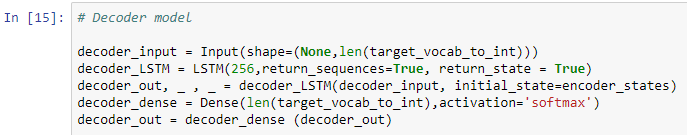 In [15]:
# Decoder model
decoder_input = Input(shape=(None,len(target_vocab_to_int)))
decoder_LSTM = LSTM(256,return_sequences=True, return_state = True)
decoder_out, _ , _ = decoder_LSTM(decoder_input, initial_state=encoder_states)
decoder_dense = Dense(len(target_vocab_to_int),activation='softmax')
decoder_out = decoder_dense (decoder_out)